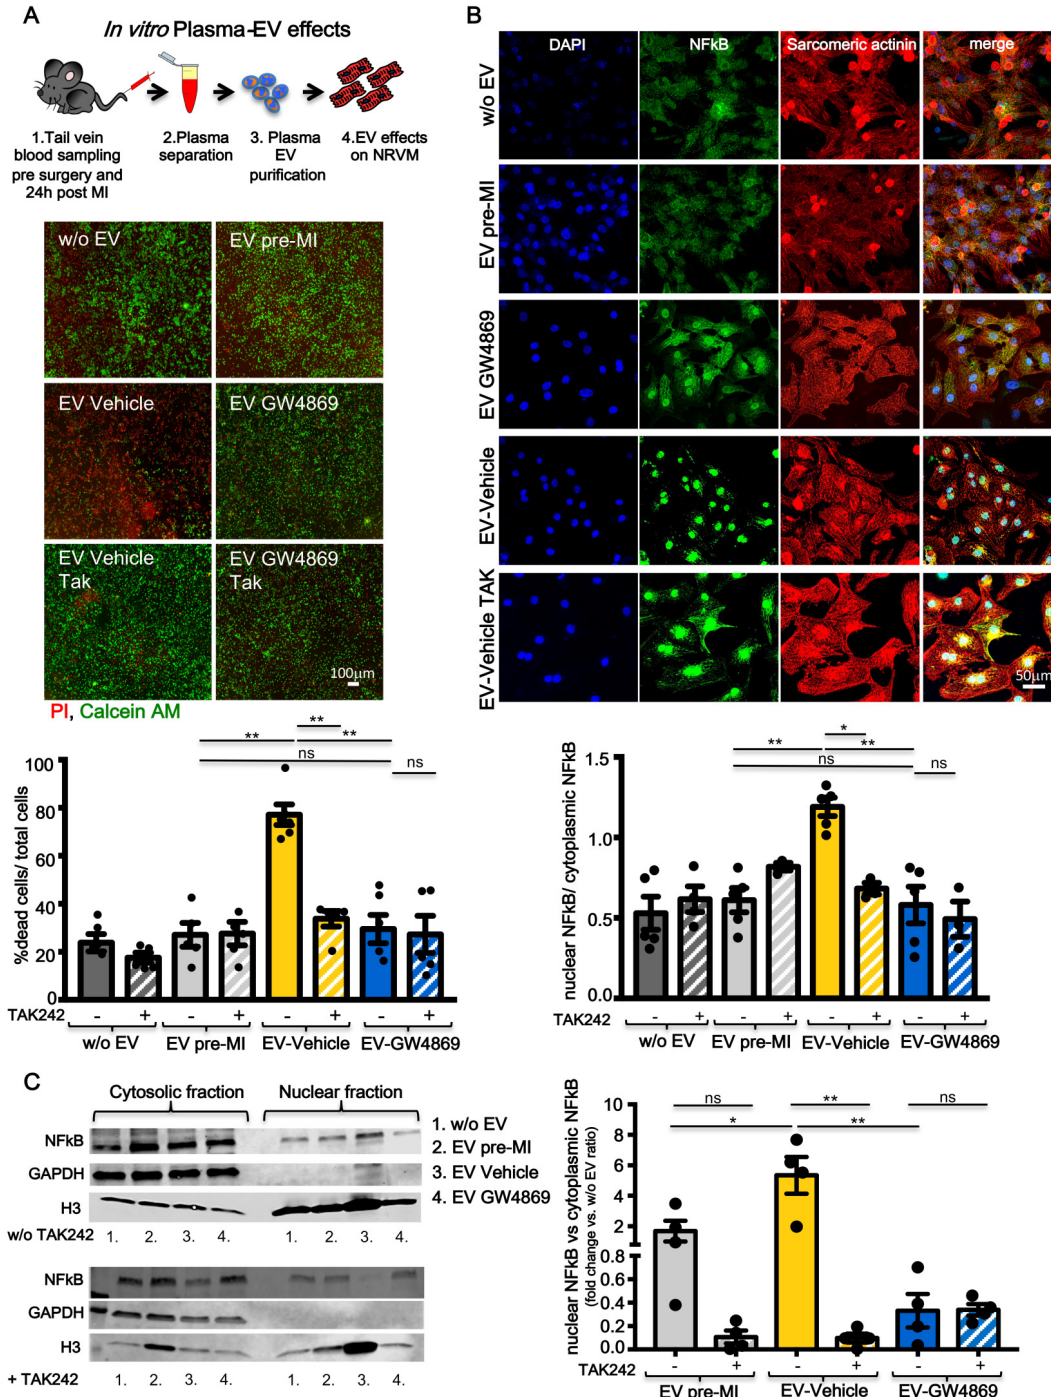 A
In vitro Plasma-EV effects
1.Tail vein
blood sampling
pre surgery and
24h post MI
2.Plasma
separation
3. Plasma
EV
purification
4.EV effects
on NRVM
w/o EV
EV pre-MI
EV Vehicle
EV GW4869
EV Vehicle
Tak
EV GW4869
Tak
100µm
PI, Calcein AM
**
**
**
ns
ns
%dead cells/ total cells
100
80
60
40
20
0
TAK242
- + - + - + - +
w/o EV EV pre-MI EV-Vehicle EV-GW4869
B
DAPI NFkB Sarcomeric actinin merge
w/o EV
EV pre-MI
EV GW4869
EV-Vehicle
EV-Vehicle TAK
50µm
*
** **
ns
ns
nuclear NFkB/ cytoplasmic NFkB
1.5
1.0
0.5
0.0
TAK242
- + - + - + - +
w/o EV EV pre-MI EV-Vehicle EV-GW4869
C
Cytosolic fraction Nuclear fraction
NFkB
GAPDH
H3
w/o TAK242 1. 2. 3. 4. 1. 2. 3. 4.
1. w/o EV
2. EV pre-MI
3. EV Vehicle
4. EV GW4869
NFkB
GAPDH
H3
+ TAK242 1. 2. 3. 4. 1. 2. 3. 4.
ns ** ns
* **
nuclear NFkB vs cytoplasmic NFkB
(fold change vs. w/o EV ratio)
10
8
6
4
2
0.8
0.6
0.4
0.2
0.0
TAK242 - + - + - +
EV pre-MI EV-Vehicle EV-GW4869